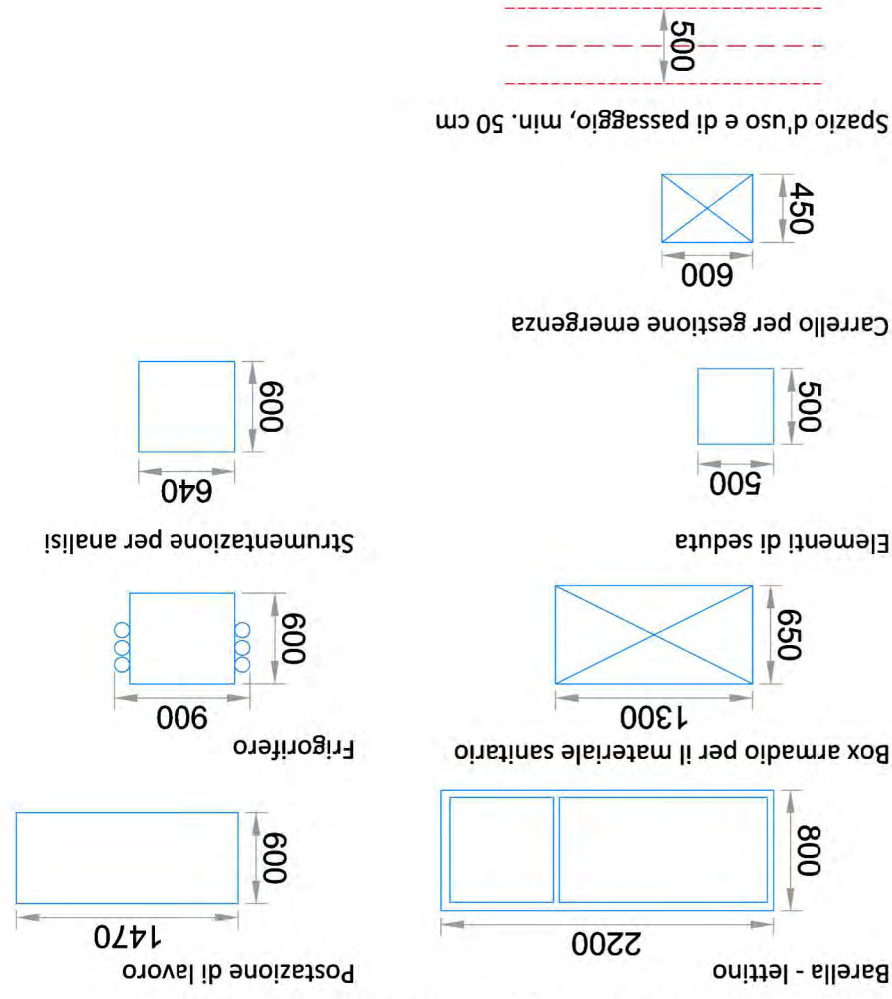 Barella - lettino
2200
800
Box armadio per il materiale sanitario
1300
650
Elementi di seduta
500
500
Carrello per gestione emergenza
600
450
Spazio d'uso e di passaggio, min. 50 cm
500
Postazione di lavoro
1470
600
Frigorifero
900
600
Strumentazione per analisi
640
600